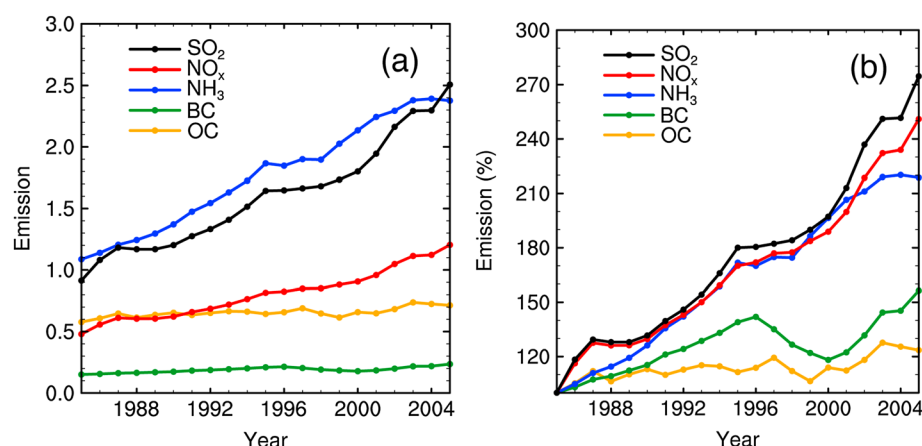 3.0
2.5
2.0
1.5
1.0
0.5
0.0
Emission
SO₂
NOₓ
NH₃
BC
OC
(a)
1988 1992 1996 2000 2004
Year
300
270
240
210
180
150
120
Emission (%)
SO₂
NOₓ
NH₃
BC
OC
(b)
1988 1992 1996 2000 2004
Year